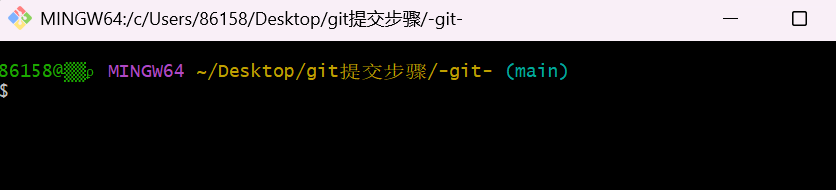 MINGW64:/c/Users/86158/Desktop/git提交步骤/-git-
86158@▒▒p MINGW64 ~/Desktop/git提交步骤/-git- (main)
$